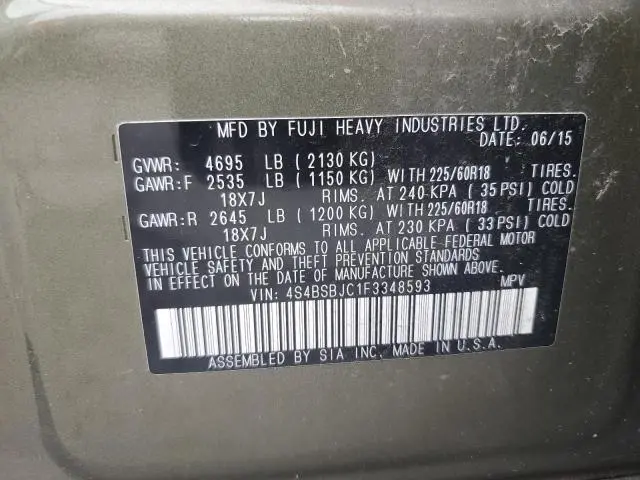 MFD BY FUJI HEAVY INDUSTRIES LTD.
DATE: 06/15
GVWR: 4695 LB (2130 KG)
GAWR:F 2535 LB (1150 KG) WITH 225/60R18 TIRES.
18X7J RIMS. AT 240 KPA (35 PSI) COLD
GAWR:R 2645 LB (1200 KG) WITH 225/60R18 TIRES.
18X7J RIMS. AT 230 KPA (33 PSI) COLD
THIS VEHICLE CONFORMS TO ALL APPLICABLE FEDERAL MOTOR
VEHICLE SAFETY AND THEFT PREVENTION STANDARDS
IN EFFECT ON THE DATE OF MANUFACTURE SHOWN ABOVE.
VIN: 4S4BSBJC1F3348593 MPV
ASSEMBLED BY SIA INC. MADE IN U.S.A.